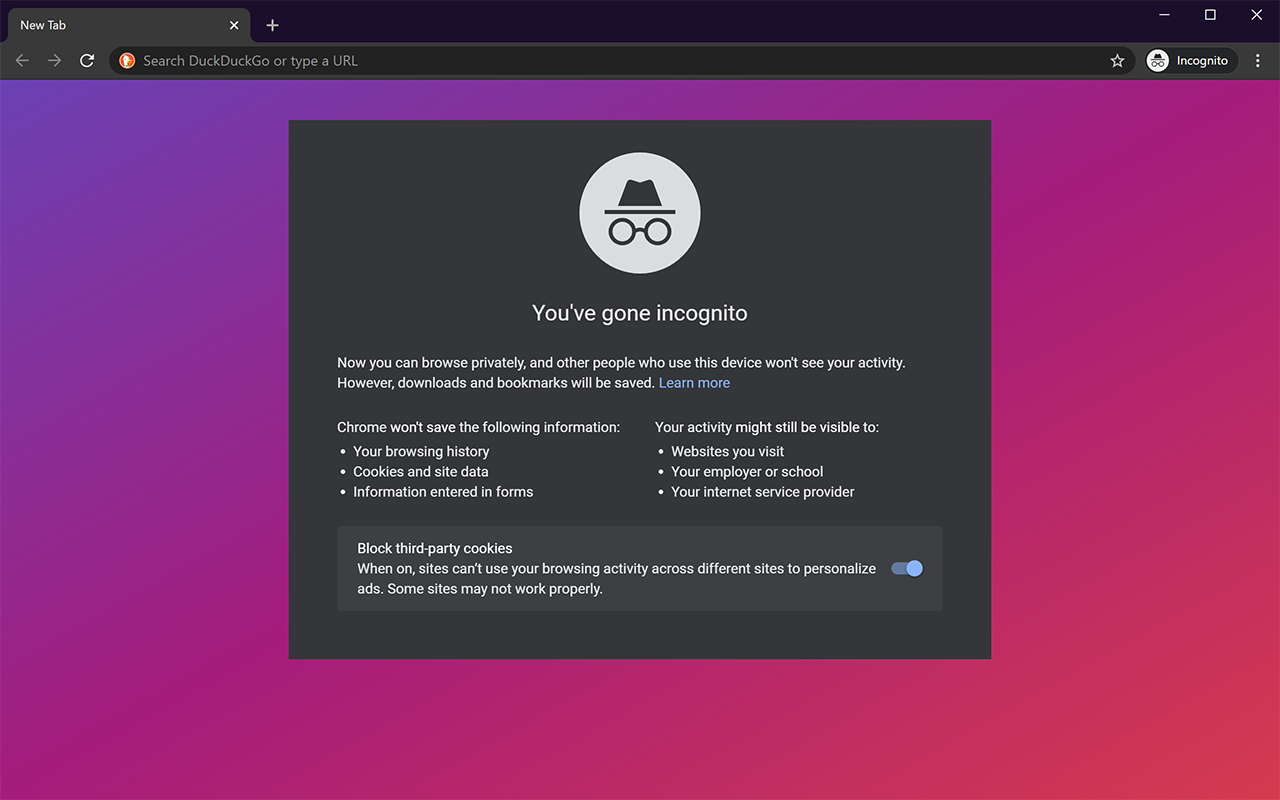 New Tab
Search DuckDuckGo or type a URL
Incognito
You've gone incognito
Now you can browse privately, and other people who use this device won't see your activity.
However, downloads and bookmarks will be saved. Learn more
Chrome won't save the following information:
• Your browsing history
• Cookies and site data
• Information entered in forms
Your activity might still be visible to:
• Websites you visit
• Your employer or school
• Your internet service provider
Block third-party cookies
When on, sites can’t use your browsing activity across different sites to personalize
ads. Some sites may not work properly.